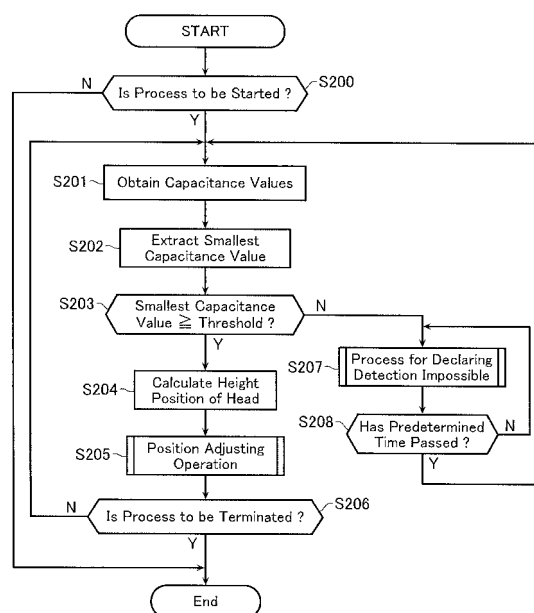 START
N
S200
Is Process to be Started ?
Y
S201
Obtain Capacitance Values
S202
Extract Smallest
Capacitance Value
S203
Smallest Capacitance
Value ≧ Threshold ?
N
Y
S204
Calculate Height
Position of Head
S207
Process for Declaring
Detection Impossible
S208
Has Predetermined
Time Passed ?
N
Y
S205
Position Adjusting
Operation
N
S206
Is Process to be Terminated ?
Y
End